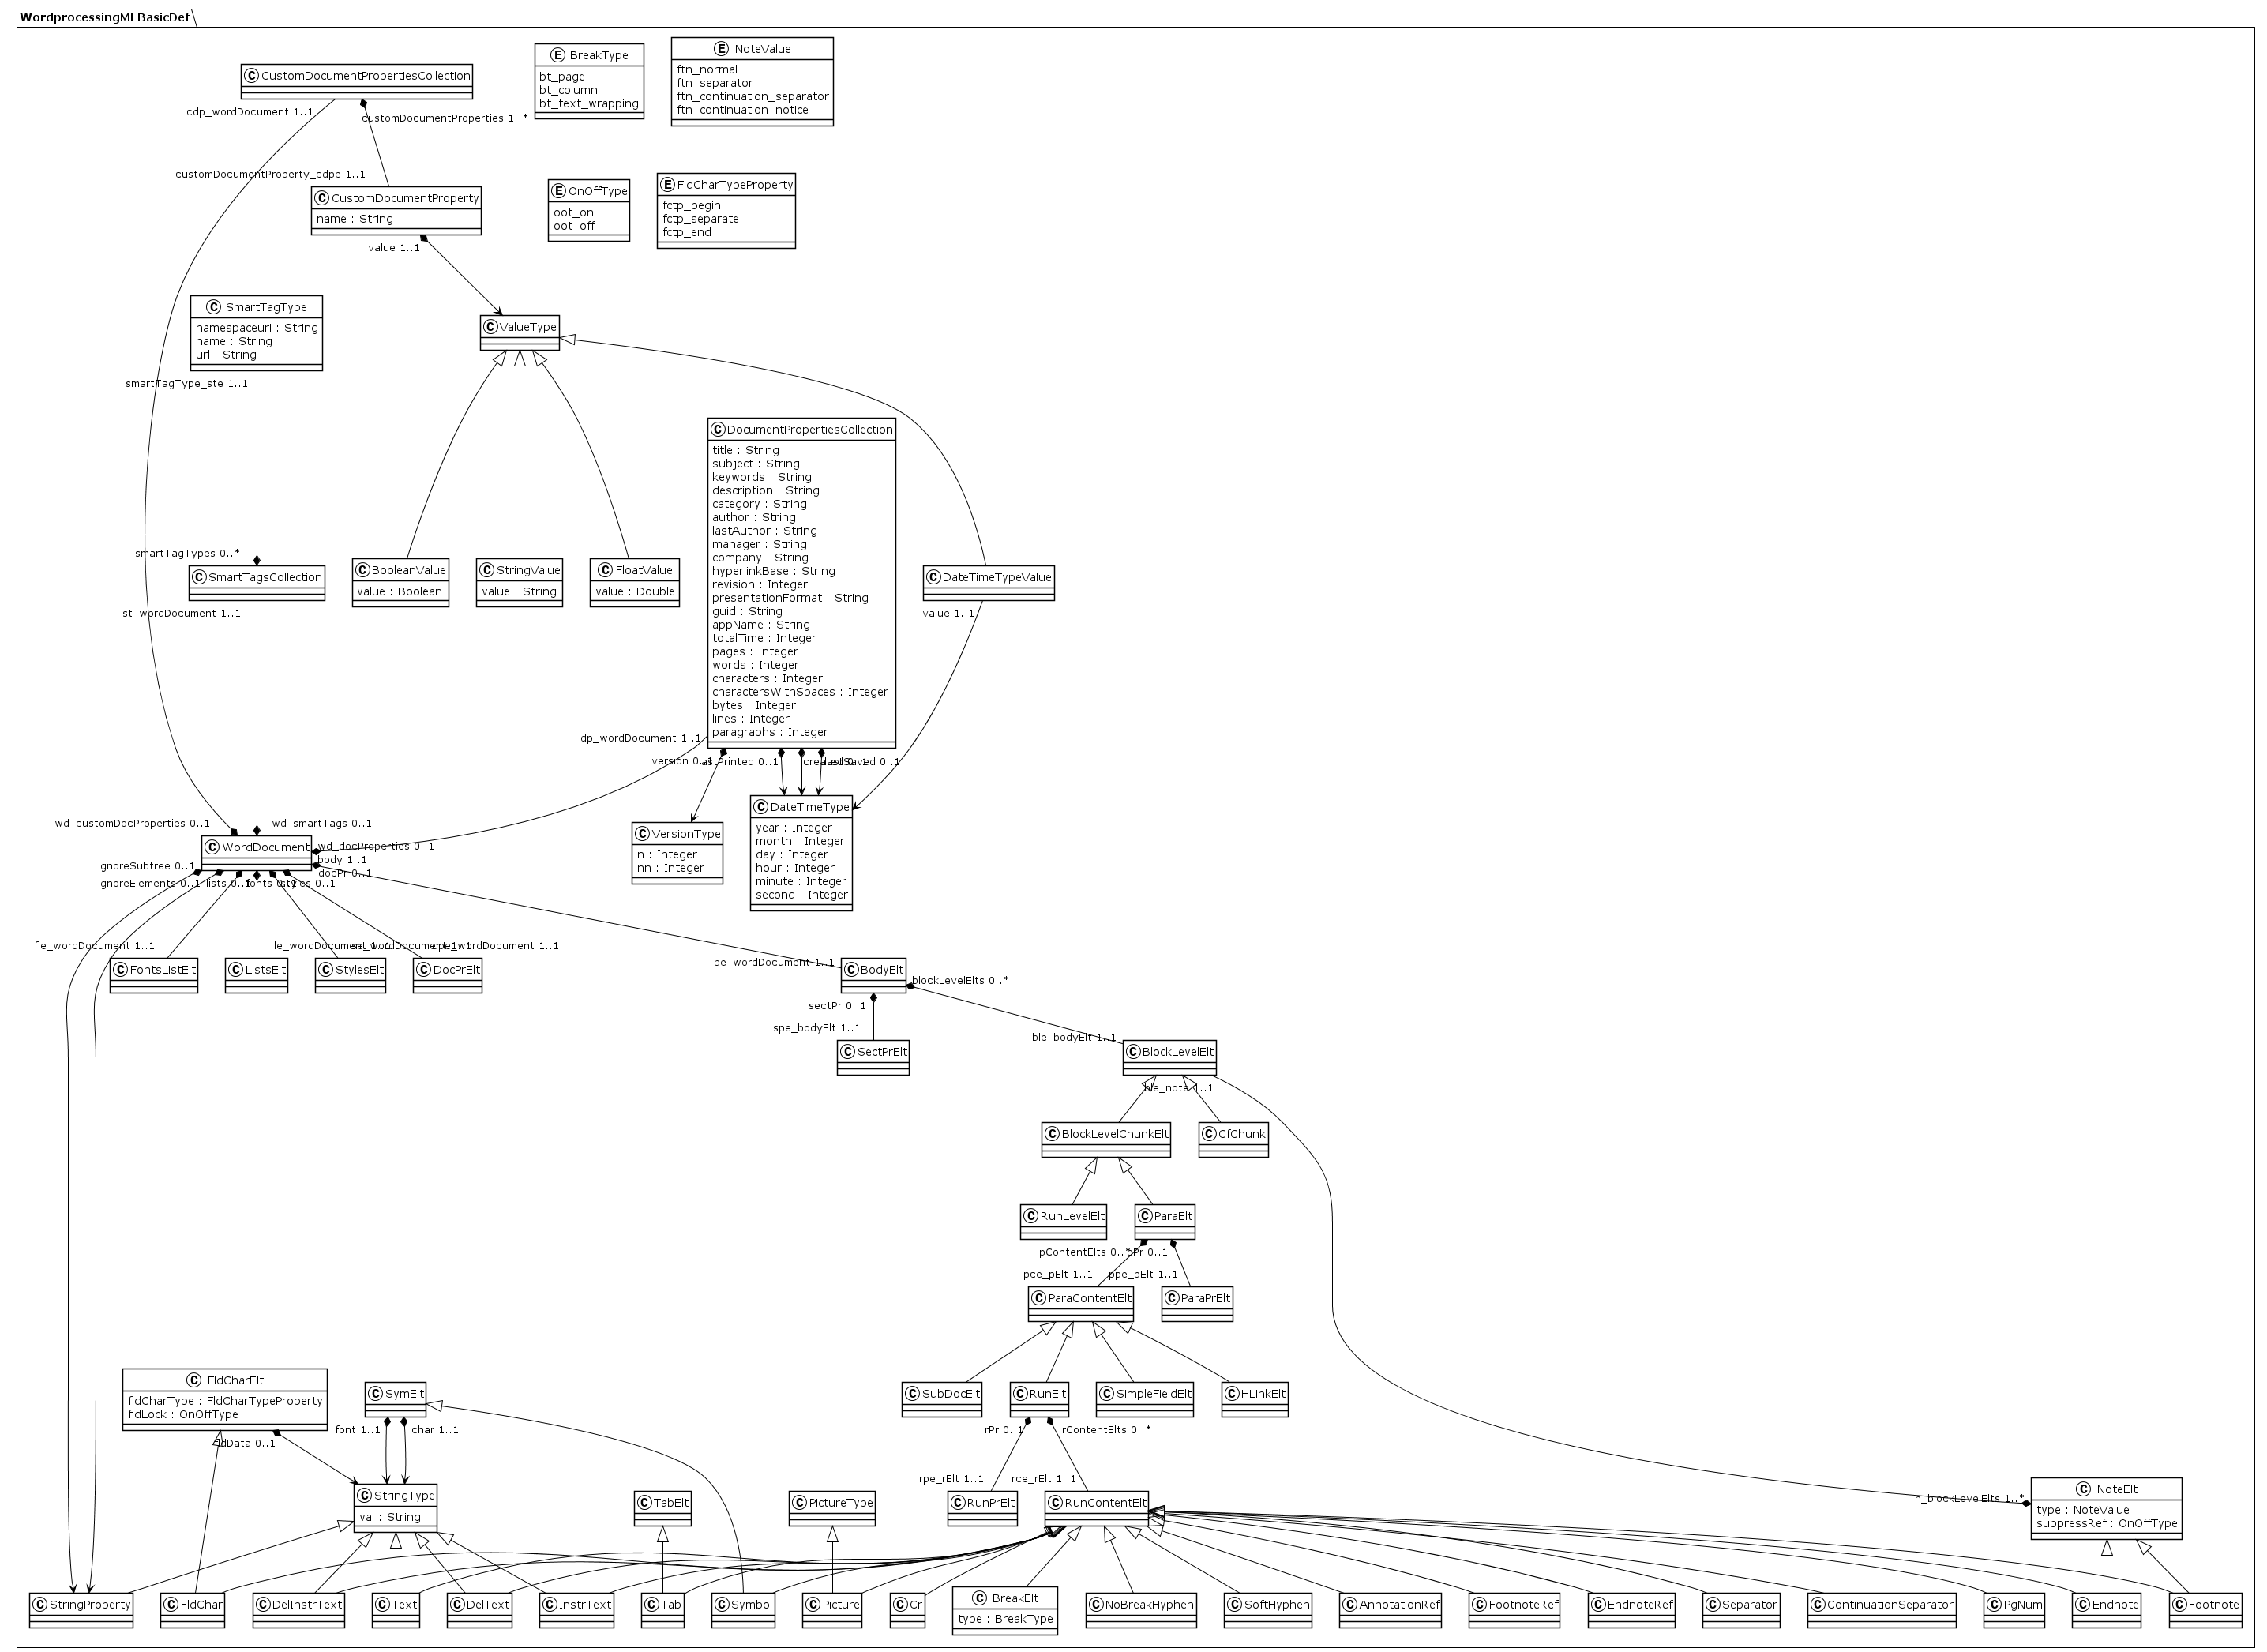 WordprocessingMLBasicDef
CustomDocumentPropertiesCollection
BreakType
bt_page
bt_column
bt_text_wrapping
NoteValue
ftn_normal
ftn_separator
ftn_continuation_separator
ftn_continuation_notice
cdp_wordDocument 1..1
customDocumentProperties 1..*
customDocumentProperty_cdpe 1..1
CustomDocumentProperty
name : String
OnOffType
oot_on
oot_off
FldCharTypeProperty
fctp_begin
fctp_separate
fctp_end
value 1..1
SmartTagType
namespaceuri : String
name : String
url : String
ValueType
smartTagType_ste 1..1
DocumentPropertiesCollection
title : String
subject : String
keywords : String
description : String
category : String
author : String
lastAuthor : String
manager : String
company : String
hyperlinkBase : String
revision : Integer
presentationFormat : String
guid : String
appName : String
totalTime : Integer
pages : Integer
words : Integer
characters : Integer
charactersWithSpaces : Integer
bytes : Integer
lines : Integer
paragraphs : Integer
smartTagTypes 0..*
SmartTagsCollection
BooleanValue
value : Boolean
StringValue
value : String
FloatValue
value : Double
DateTimeTypeValue
st_wordDocument 1..1
value 1..1
dp_wordDocument 1..1
version 0..1
lastPrinted 0..1
created 0..1
lastSaved 0..1
DateTimeType
year : Integer
month : Integer
day : Integer
hour : Integer
minute : Integer
second : Integer
VersionType
n : Integer
nn : Integer
wd_customDocProperties 0..1
wd_smartTags 0..1
WordDocument
wd_docProperties 0..1
body 1..1
docPr 0..1
ignoreSubtree 0..1
ignoreElements 0..1
lists 0..1
fonts 0..1
styles 0..1
fle_wordDocument 1..1
le_wordDocument 1..1
se_wordDocument 1..1
dpe_wordDocument 1..1
be_wordDocument 1..1
FontsListElt
ListsElt
StylesElt
DocPrElt
BodyElt
blockLevelElts 0..*
sectPr 0..1
spe_bodyElt 1..1
ble_bodyElt 1..1
SectPrElt
BlockLevelElt
ble_note 1..1
BlockLevelChunkElt
CfChunk
RunLevelElt
ParaElt
pContentElts 0..*
pPr 0..1
pce_pElt 1..1
ppe_pElt 1..1
ParaContentElt
ParaPrElt
FldCharElt
fldCharType : FldCharTypeProperty
fldLock : OnOffType
SymElt
SubDocElt
RunElt
SimpleFieldElt
HLinkElt
fldData 0..1
font 1..1
char 1..1
rPr 0..1
rContentElts 0..*
rpe_rElt 1..1
rce_rElt 1..1
n_blockLevelElts 1..*
StringType
val : String
TabElt
PictureType
RunPrElt
RunContentElt
NoteElt
type : NoteValue
suppressRef : OnOffType
StringProperty
FldChar
DelInstrText
Text
DelText
InstrText
Tab
Symbol
Picture
Cr
BreakElt
type : BreakType
NoBreakHyphen
SoftHyphen
AnnotationRef
FootnoteRef
EndnoteRef
Separator
ContinuationSeparator
PgNum
Endnote
Footnote